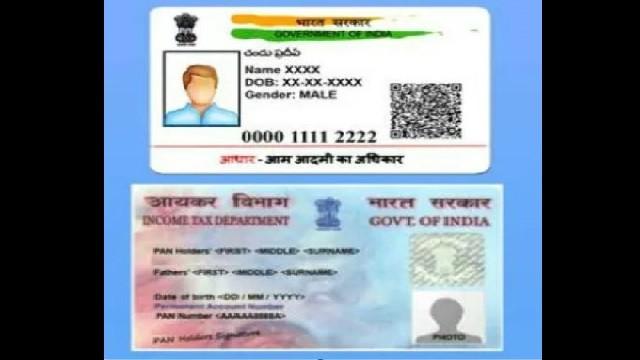 भारत सरकार
GOVERNMENT OF INDIA
చందు ప్రదీప్
Name XXXX
DOB: XX-XX-XXXX
Gender: MALE
0000 1111 2222
आधार - आम आदमी का अधिकार
आयकर विभाग भारत सरकार
INCOME TAX DEPARTMENT GOVT. OF INDIA
PAN Holders' <FIRST> <MIDDLE> <SURNAME>
Fathers' <FIRST> <MIDDLE> <SURNAME>
Date of birth <DD / MM / YYYY>
Permanent Account Number
PAN Number <AAAAA8888A>
PAN Holders Signature
PHOTO